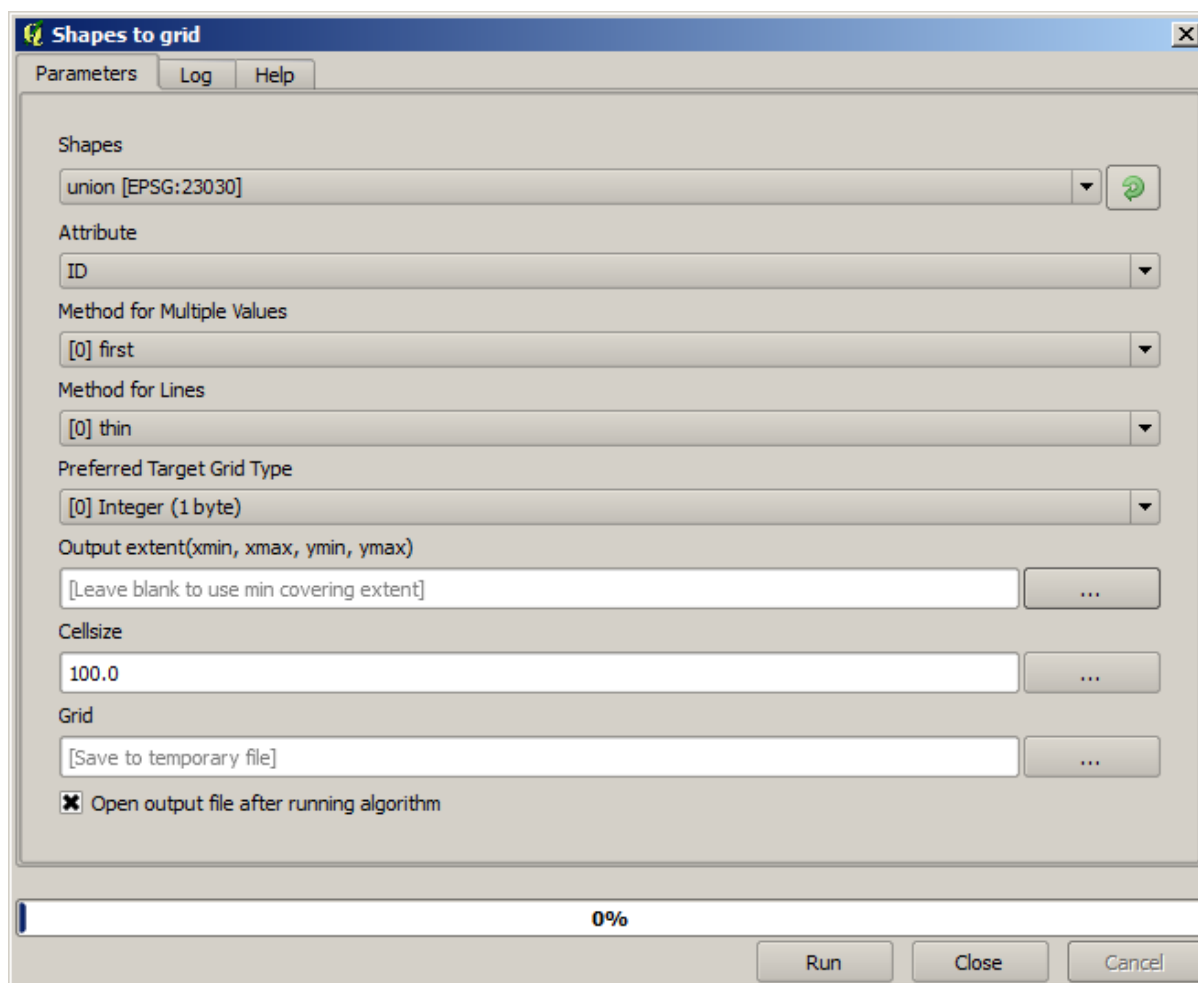 Shapes to grid
Parameters Log Help
Shapes
union [EPSG:23030]
Attribute
ID
Method for Multiple Values
[0] first
Method for Lines
[0] thin
Preferred Target Grid Type
[0] Integer (1 byte)
Output extent(xmin, xmax, ymin, ymax)
[Leave blank to use min covering extent]
...
Cellsize
100.0
...
Grid
[Save to temporary file]
...
Open output file after running algorithm
0%
Run Close Cancel